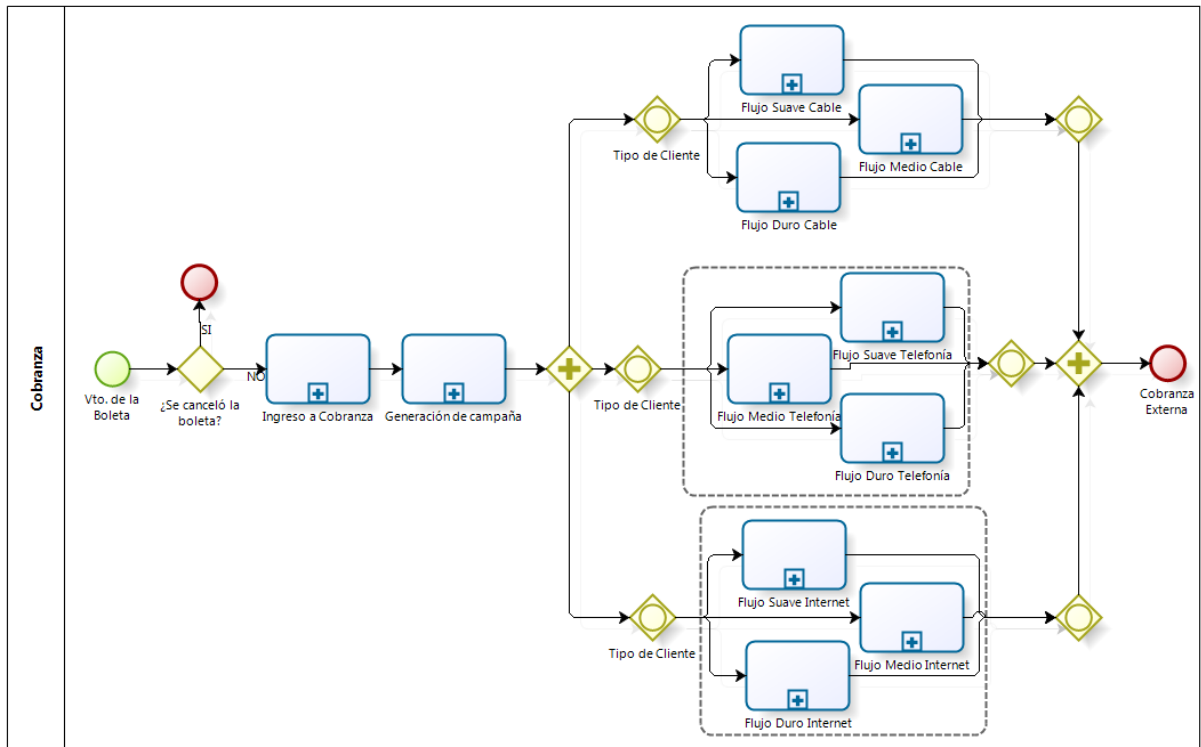 Cobranza
Vto. de la
Boleta
¿Se canceló la
boleta?
SI
NO
Ingreso a Cobranza
Generación de campaña
Tipo de Cliente
Flujo Suave Cable
Flujo Medio Cable
Flujo Duro Cable
Tipo de Cliente
Flujo Suave Telefonía
Flujo Medio Telefonía
Flujo Duro Telefonía
Tipo de Cliente
Flujo Suave Internet
Flujo Medio Internet
Flujo Duro Internet
Cobranza
Externa